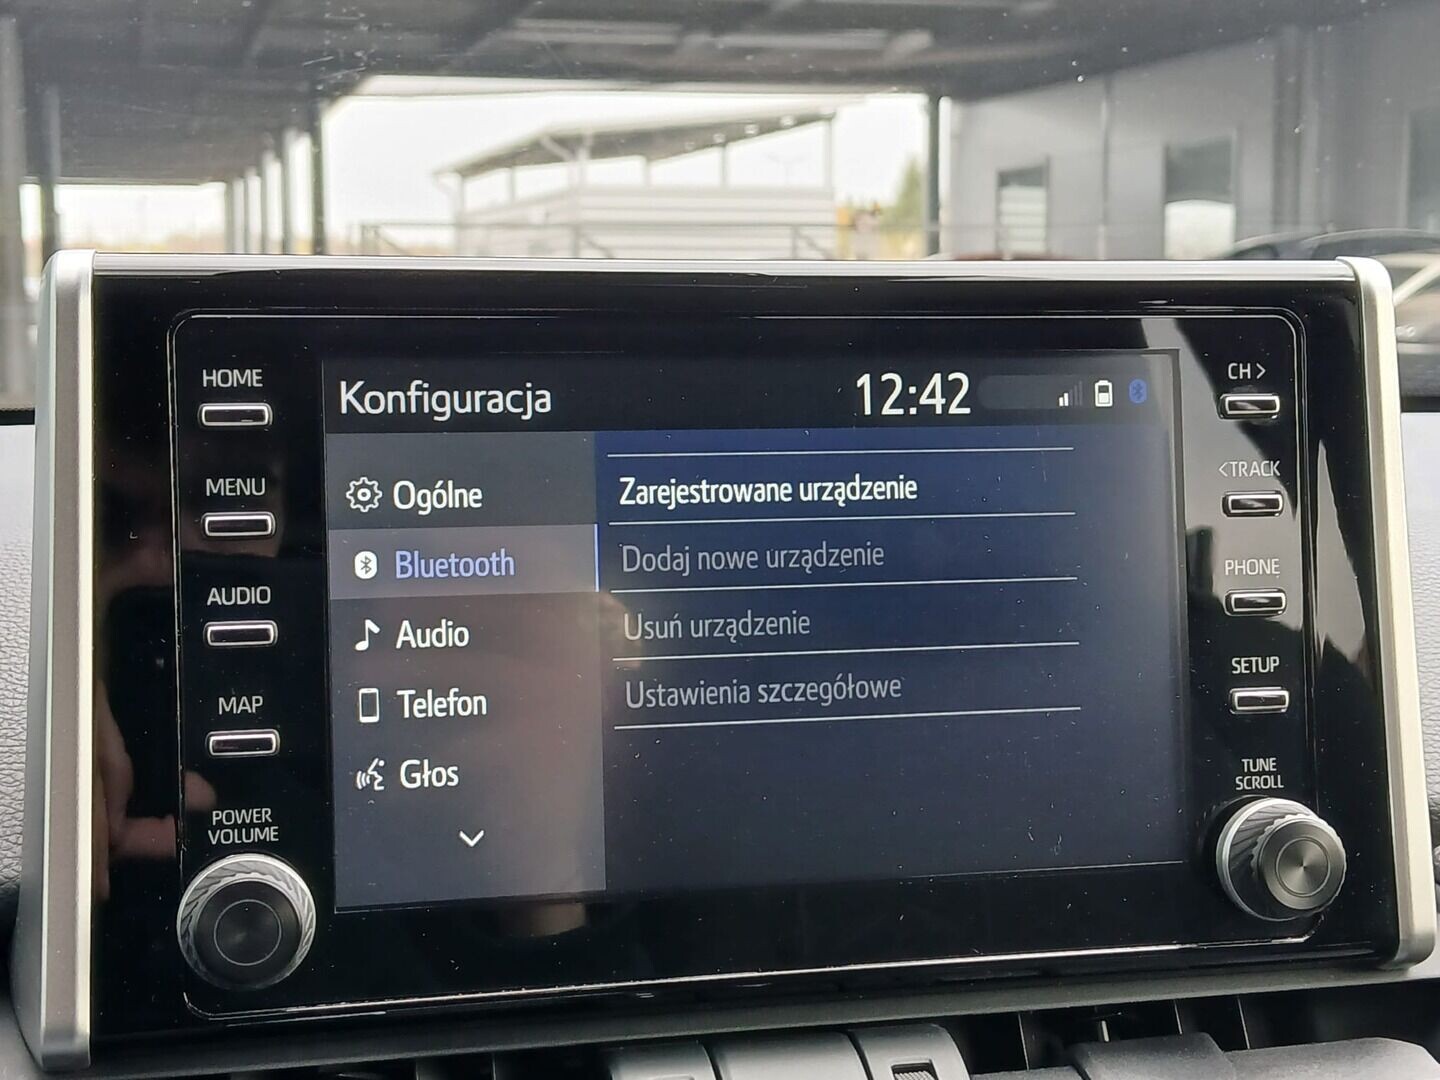 HOME
MENU
AUDIO
MAP
POWER
VOLUME
Konfiguracja
12:42
Ogólne
Bluetooth
Audio
Telefon
Głos
Zarejestrowane urządzenie
Dodaj nowe urządzenie
Usuń urządzenie
Ustawienia szczegółowe
CH >
<TRACK
PHONE
SETUP
TUNE
SCROLL